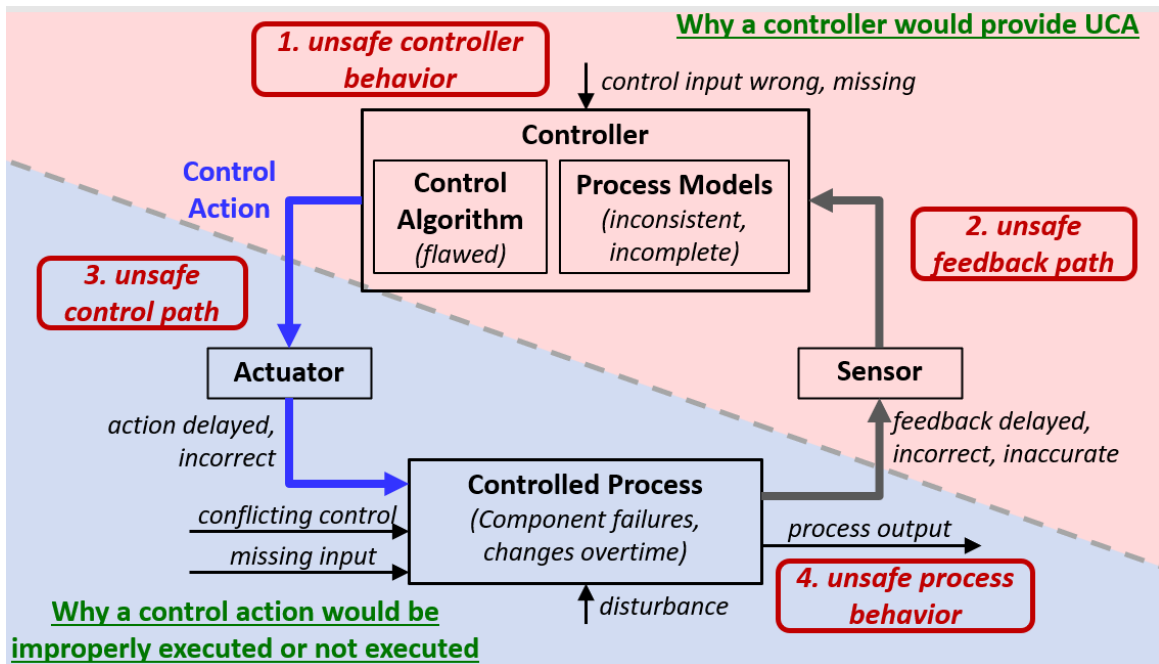 Why a controller would provide UCA
1. unsafe controller
behavior
control input wrong, missing
Controller
Control
Action
Control
Algorithm
(flawed)
Process Models
(inconsistent,
incomplete)
2. unsafe
feedback path
3. unsafe
control path
Actuator
Sensor
action delayed,
incorrect
feedback delayed,
incorrect, inaccurate
Controlled Process
(Component failures,
changes overtime)
conflicting control
missing input
process output
disturbance
4. unsafe process
behavior
Why a control action would be
improperly executed or not executed